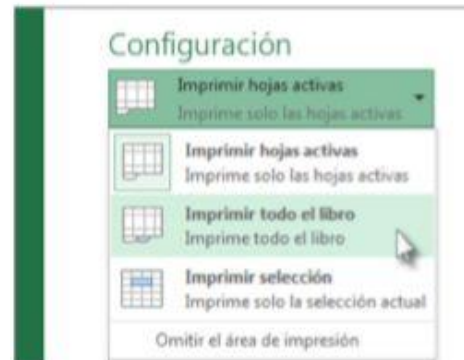 Configuración
Imprimir hojas activas
Imprime solo las hojas activas
Imprimir hojas activas
Imprime solo las hojas activas
Imprimir todo el libro
Imprime todo el libro
Imprimir selección
Imprime solo la selección actual
Omitir el área de impresión